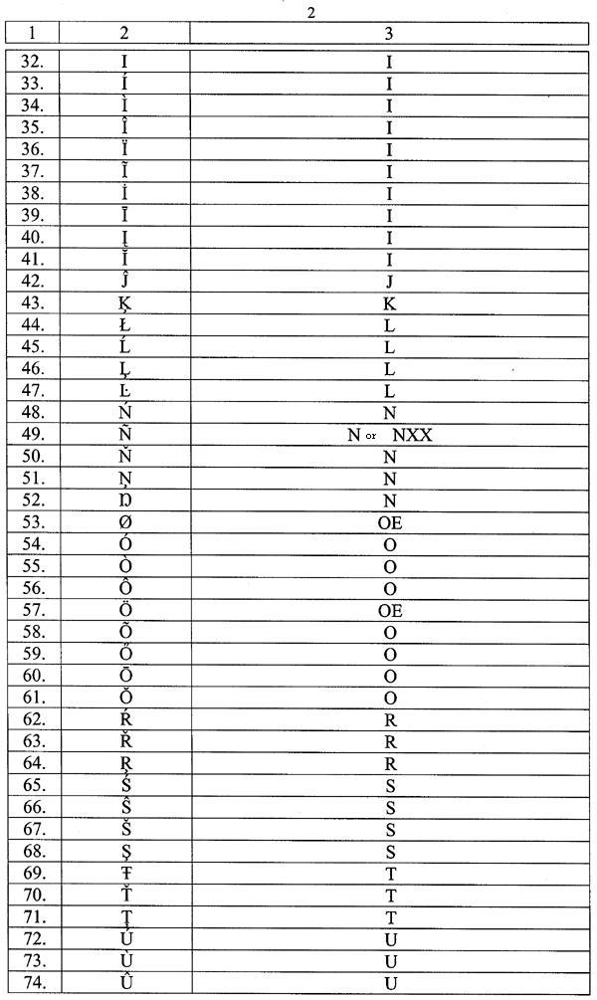 2
1 2 3
32. I I
33. Í I
34. Ì I
35. Î I
36. Ï I
37. Ĩ I
38. İ I
39. Ī I
40. Į I
41. Ĭ I
42. Ĵ J
43. Ķ K
44. Ł L
45. Ĺ L
46. Ļ L
47. Ŀ L
48. Ń N
49. Ñ N or NXX
50. Ň N
51. Ņ N
52. Ŋ N
53. Ø OE
54. Ó O
55. Ò O
56. Ô O
57. Ö OE
58. Õ O
59. Ő O
60. Ō O
61. Ŏ O
62. Ŕ R
63. Ř R
64. Ŗ R
65. Ś S
66. Ŝ S
67. Š S
68. Ş S
69. Ŧ T
70. Ť T
71. Ţ T
72. Ú U
73. Ù U
74. Û U